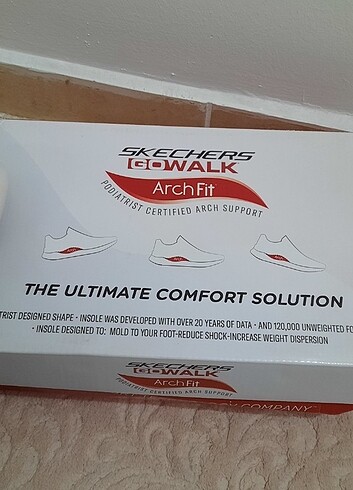 SKECHERS
GOWALK
Arch Fit
PODIATRIST CERTIFIED ARCH SUPPORT
THE ULTIMATE COMFORT SOLUTION
DESIGNED SHAPE • INSOLE WAS DEVELOPED WITH OVER 20 YEARS OF DATA • AND 120,000 UNWEIGHTED
• INSOLE DESIGNED TO: MOLD TO YOUR FOOT-REDUCE SHOCK-INCREASE WEIGHT DISPERSION
SKECHERS
GOWALK
Arch Fit
PODIATRIST CERTIFIED ARCH SUPPORT
COMPANY